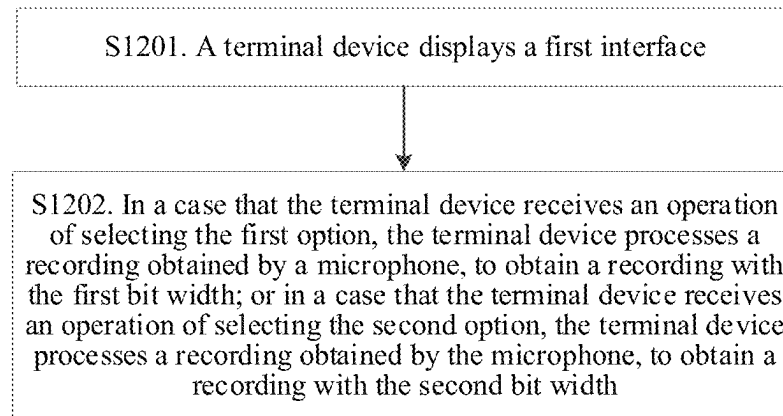 S1201. A terminal device displays a first interface
S1202. In a case that the terminal device receives an operation
of selecting the first option, the terminal device processes a
recording obtained by a microphone, to obtain a recording with
the first bit width; or in a case that the terminal device receives
an operation of selecting the second option, the terminal device
processes a recording obtained by the microphone, to obtain a
recording with the second bit width